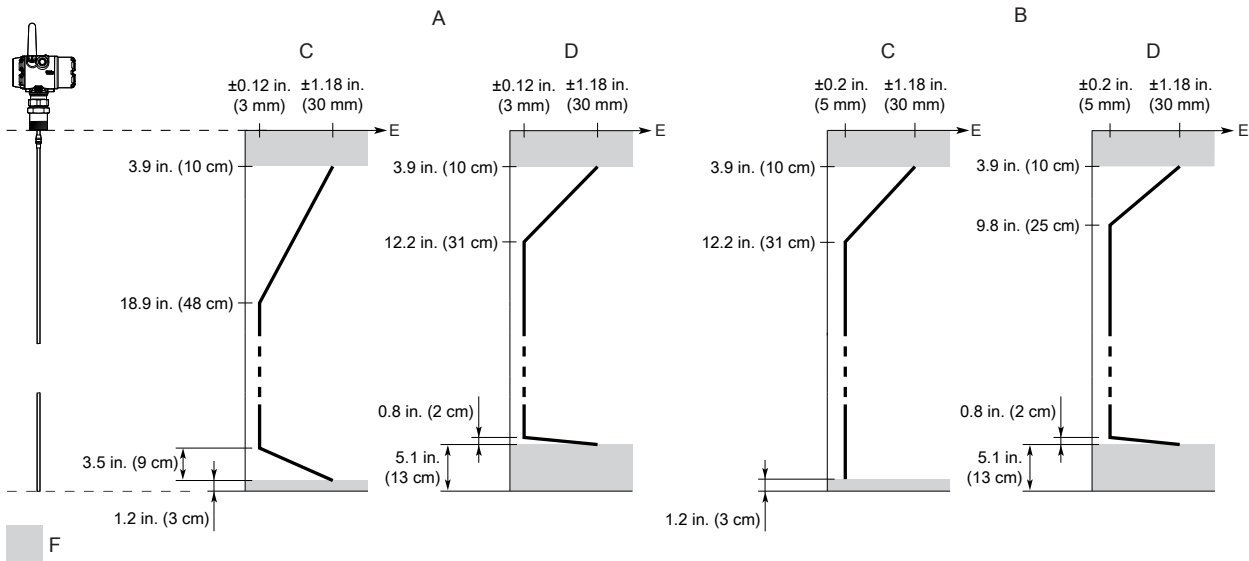 A
B
C
D
C
D
±0.12 in.
(3 mm)
±1.18 in.
(30 mm)
E
3.9 in. (10 cm)
18.9 in. (48 cm)
3.5 in. (9 cm)
1.2 in. (3 cm)
±0.12 in.
(3 mm)
±1.18 in.
(30 mm)
E
3.9 in. (10 cm)
12.2 in. (31 cm)
0.8 in. (2 cm)
5.1 in.
(13 cm)
±0.2 in.
(5 mm)
±1.18 in.
(30 mm)
E
3.9 in. (10 cm)
12.2 in. (31 cm)
1.2 in. (3 cm)
±0.2 in.
(5 mm)
±1.18 in.
(30 mm)
E
3.9 in. (10 cm)
9.8 in. (25 cm)
0.8 in. (2 cm)
5.1 in.
(13 cm)
F